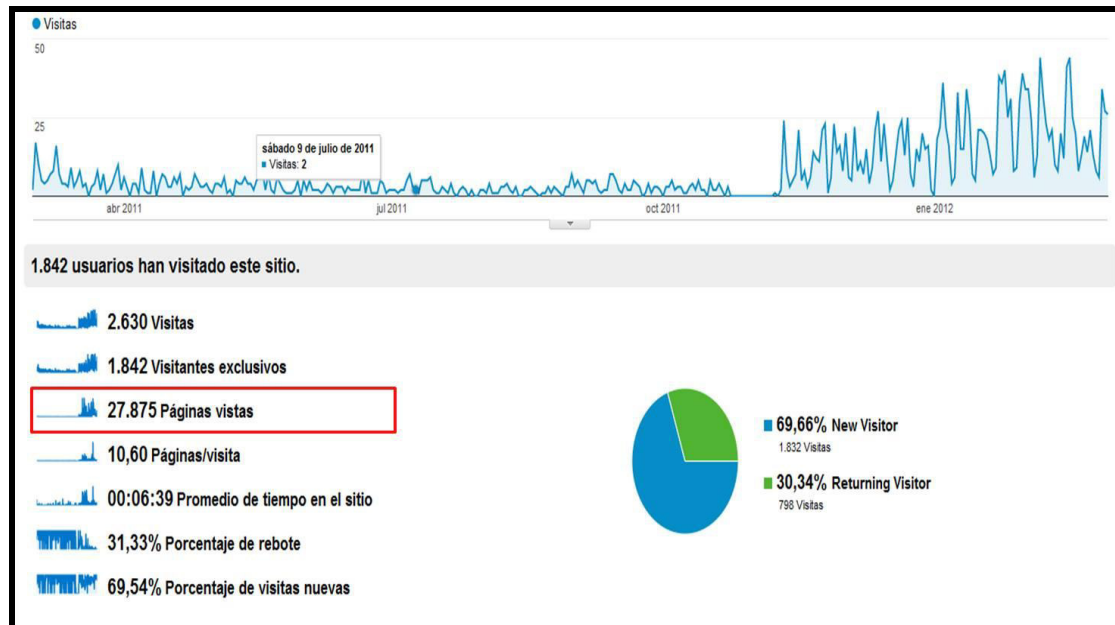 Visitas
50
25
sábado 9 de julio de 2011
Visitas: 2
abr 2011
jul 2011
oct 2011
ene 2012
1.842 usuarios han visitado este sitio.
2.630 Visitas
1.842 Visitantes exclusivos
27.875 Páginas vistas
10,60 Páginas/visita
00:06:39 Promedio de tiempo en el sitio
31,33% Porcentaje de rebote
69,54% Porcentaje de visitas nuevas
69,66% New Visitor
1.832 Visitas
30,34% Returning Visitor
798 Visitas